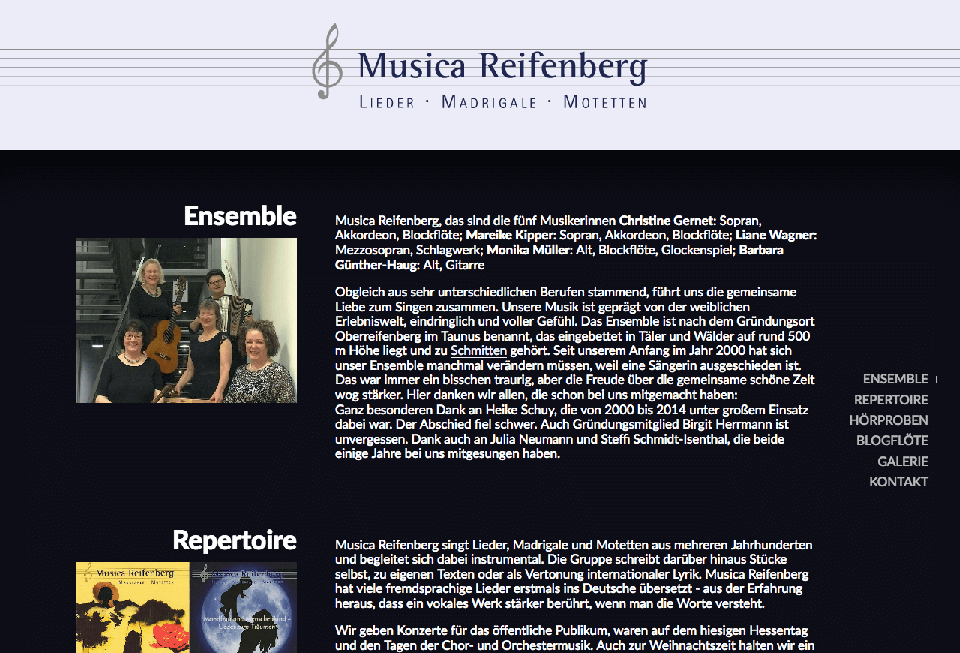 Musica Reifenberg
LIEDER · MADRIGALE · MOTETTEN
Ensemble
Musica Reifenberg, das sind die fünf Musikerinnen Christine Gernet: Sopran,
Akkordeon, Blockflöte; Mareike Kipper: Sopran, Akkordeon, Blockflöte; Liane Wagner:
Mezzosopran, Schlagwerk; Monika Müller: Alt, Blockflöte, Glockenspiel; Barbara
Günther-Haug: Alt, Gitarre
Obgleich aus sehr unterschiedlichen Berufen stammend, führt uns die gemeinsame
Liebe zum Singen zusammen. Unsere Musik ist geprägt von der weiblichen
Erlebniswelt, eindringlich und voller Gefühl. Das Ensemble ist nach dem Gründungsort
Oberreifenberg im Taunus benannt, das eingebettet in Täler und Wälder auf rund 500
m Höhe liegt und zu Schmitten gehört. Seit unserem Anfang im Jahr 2000 hat sich
unser Ensemble manchmal verändern müssen, weil eine Sängerin ausgeschieden ist.
Das war immer ein bisschen traurig, aber die Freude über die gemeinsame schöne Zeit
wog stärker. Hier danken wir allen, die schon bei uns mitgemacht haben:
Ganz besonderen Dank an Heike Schuy, die von 2000 bis 2014 unter großem Einsatz
dabei war. Der Abschied fiel schwer. Auch Gründungsmitglied Birgit Herrmann ist
unvergessen. Dank auch an Julia Neumann und Steffi Schmidt-Isenthal, die beide
einige Jahre bei uns mitgesungen haben.
ENSEMBLE
REPERTOIRE
HÖRPROBEN
BLOGFLÖTE
GALERIE
KONTAKT
Repertoire
Musica Reifenberg
Musica Reifenberg
Musica Reifenberg singt Lieder, Madrigale und Motetten aus mehreren Jahrhunderten
und begleitet sich dabei instrumental. Die Gruppe schreibt darüber hinaus Stücke
selbst, zu eigenen Texten oder als Vertonung internationaler Lyrik. Musica Reifenberg
hat viele fremdsprachige Lieder erstmals ins Deutsche übersetzt - aus der Erfahrung
heraus, dass ein vokales Werk stärker berührt, wenn man die Worte versteht.
Wir geben Konzerte für das öffentliche Publikum, waren auf dem hiesigen Hessentag
und den Tagen der Chor- und Orchestermusik. Auch zur Weihnachtszeit halten wir ein